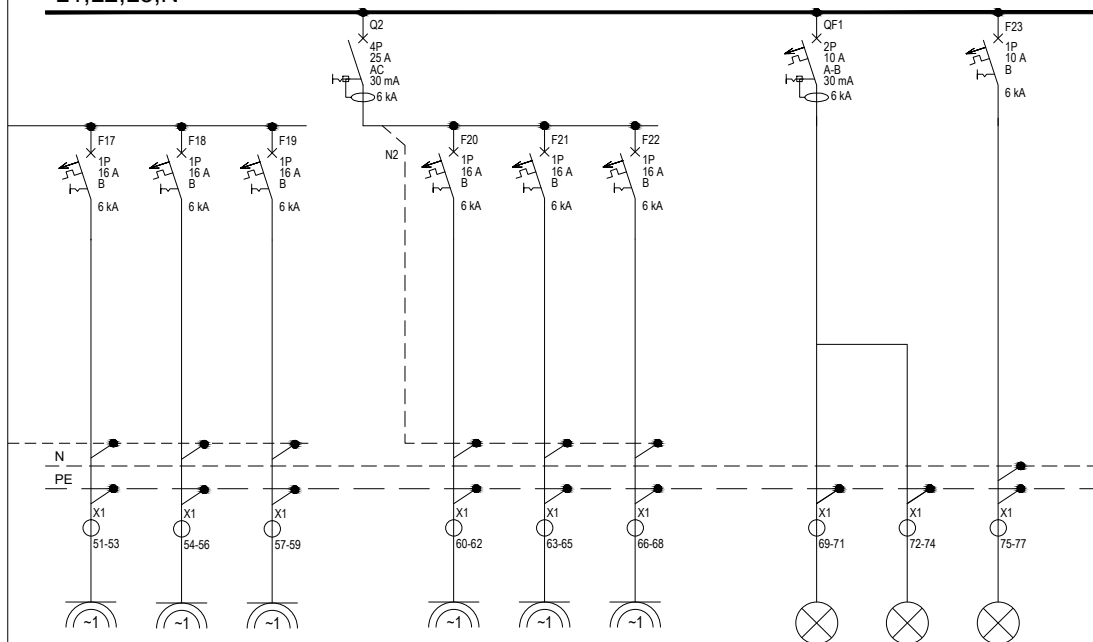 L1,L2,L3,N
Q2
4P
25 A
AC
30 mA
6 kA
QF1
2P
10 A
A-B
30 mA
6 kA
F23
1P
10 A
B
6 kA
F17
1P
16 A
B
6 kA
F18
1P
16 A
B
6 kA
F19
1P
16 A
B
6 kA
N2
F20
1P
16 A
B
6 kA
F21
1P
16 A
B
6 kA
F22
1P
16 A
B
6 kA
N
PE
X1
51-53
X1
54-56
X1
57-59
X1
60-62
X1
63-65
X1
66-68
X1
69-71
X1
72-74
X1
75-77
~1
~1
~1
~1
~1
~1